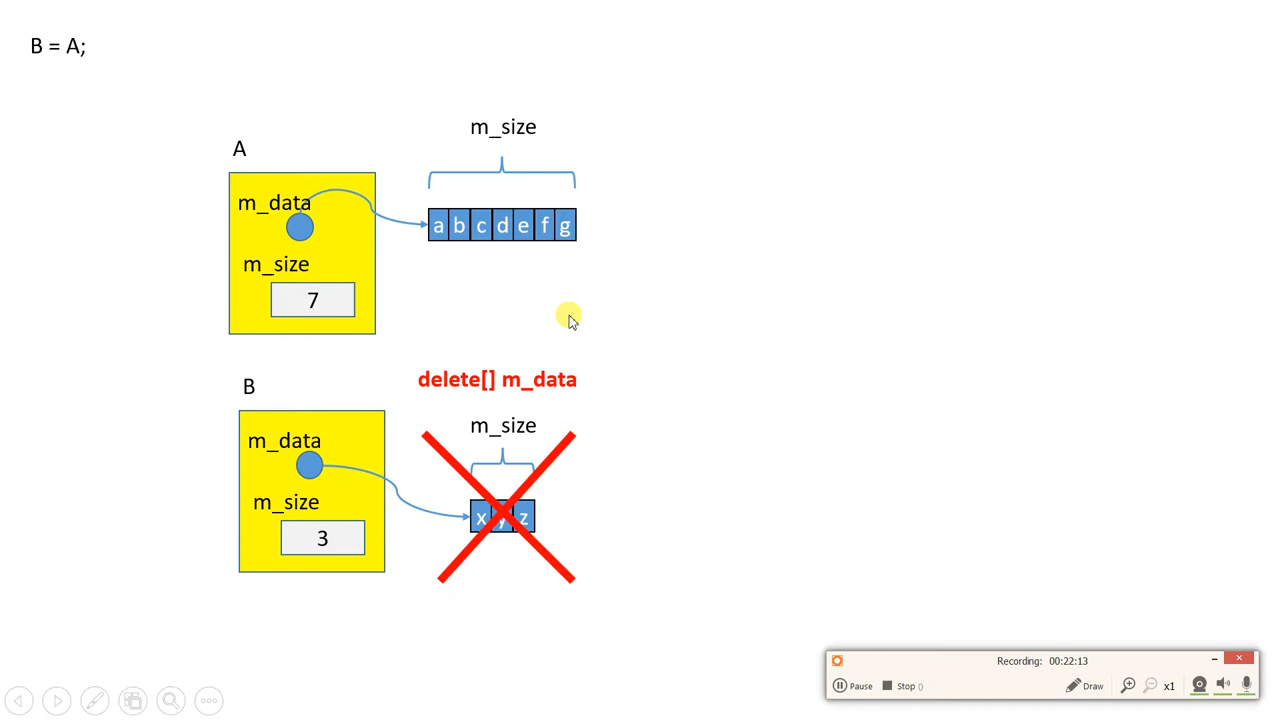 B = A;
m_size
A
m_data
a b c d e f g
m_size
7
delete[] m_data
B
m_size
m_data
x y z
m_size
3
Recording: 00:22:13
Pause Stop () Draw x1